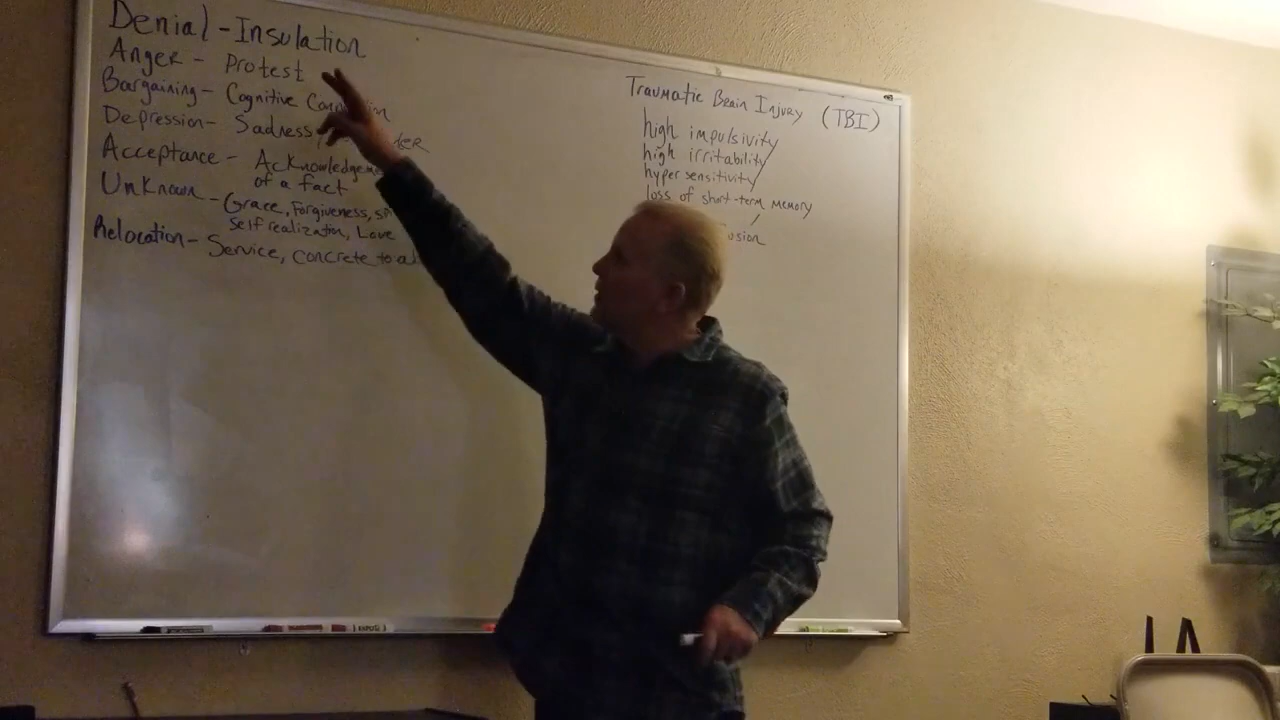 Denial - Insulation
Anger - Protest
Bargaining - Cognitive
Depression - Sadness,
Acceptance - Acknowledgement
of a fact
Unknown - Grace, Forgiveness,
Self realization, Love
Relocation - Service, concrete to
Traumatic Brain Injury (TBI)
high impulsivity
high irritability
hyper sensitivity
loss of short-term memory